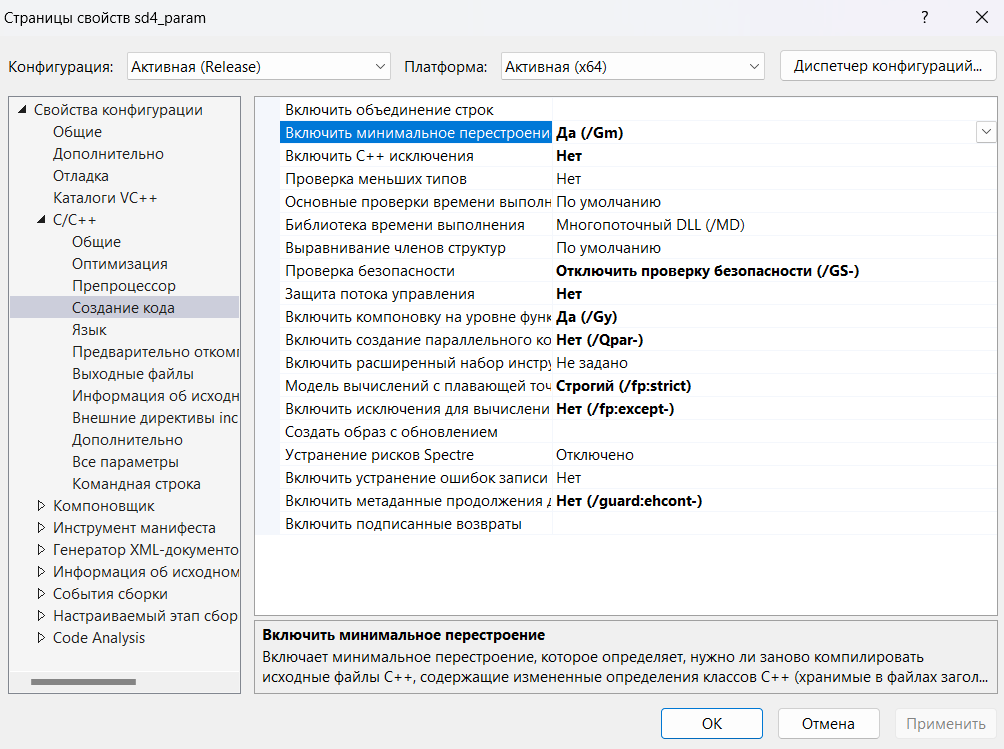 Страницы свойств sd4_param
?
Конфигурация: Активная (Release) Платформа: Активная (x64) Диспетчер конфигураций...
Свойства конфигурации
Общие
Дополнительно
Отладка
Каталоги VC++
C/C++
Общие
Оптимизация
Препроцессор
Создание кода
Язык
Предварительно отком
Выходные файлы
Информация об исходн
Внешние директивы inc
Дополнительно
Все параметры
Командная строка
Компоновщик
Инструмент манифеста
Генератор XML-документо
Информация об исходном
События сборки
Настраиваемый этап сбор
Code Analysis
Включить объединение строк
Включить минимальное перестроени Да (/Gm)
Включить C++ исключения Нет
Проверка меньших типов Нет
Основные проверки времени выполн По умолчанию
Библиотека времени выполнения Многопоточный DLL (/MD)
Выравнивание членов структур По умолчанию
Проверка безопасности Отключить проверку безопасности (/GS-)
Защита потока управления Нет
Включить компоновку на уровне функ Да (/Gy)
Включить создание параллельного ко Нет (/Qpar-)
Включить расширенный набор инстру Не задано
Модель вычислений с плавающей точ Строгий (/fp:strict)
Включить исключения для вычислени Нет (/fp:except-)
Создать образ с обновлением
Устранение рисков Spectre Отключено
Включить устранение ошибок записи Нет
Включить метаданные продолжения д Нет (/guard:ehcont-)
Включить подписанные возвраты
Включить минимальное перестроение
Включает минимальное перестроение, которое определяет, нужно ли заново компилировать
исходные файлы C++, содержащие измененные определения классов C++ (хранимые в файлах загол...
ОК Отмена Применить